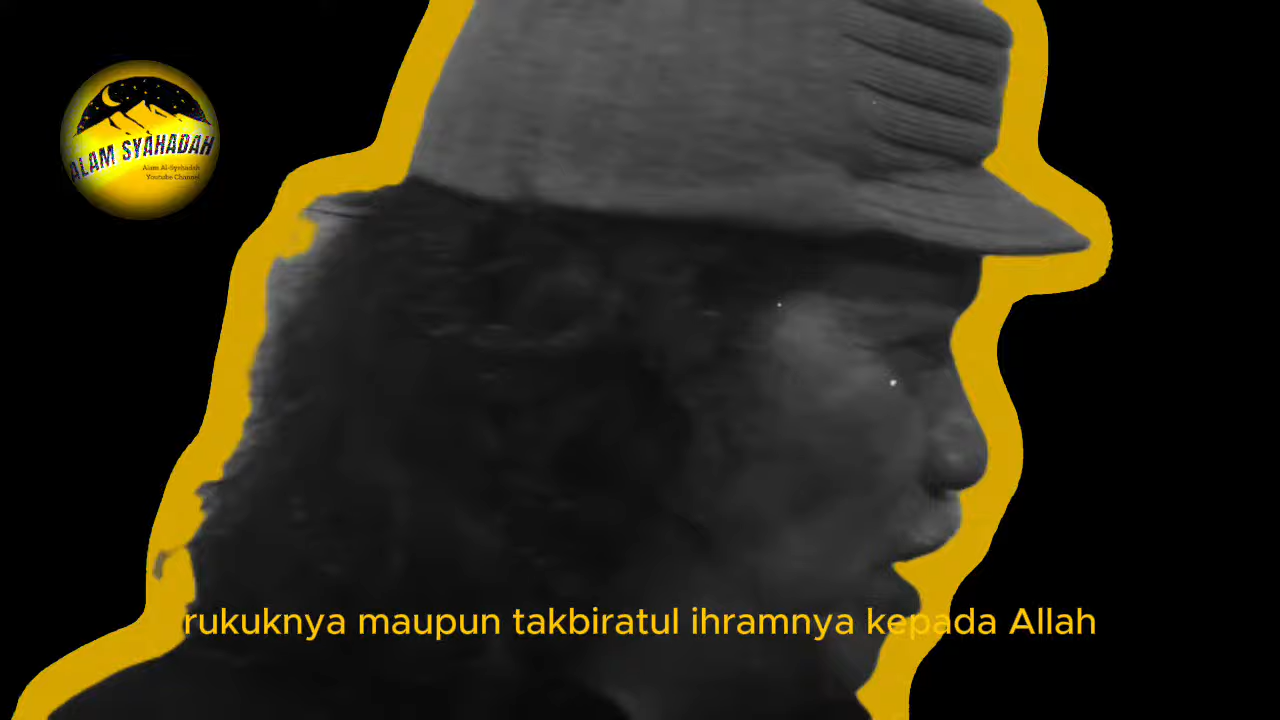 ALAM SYAHADAH
Alam Al-Syahadah
Youtube Channel
rukuknya maupun takbiratul ihramnya kepada Allah